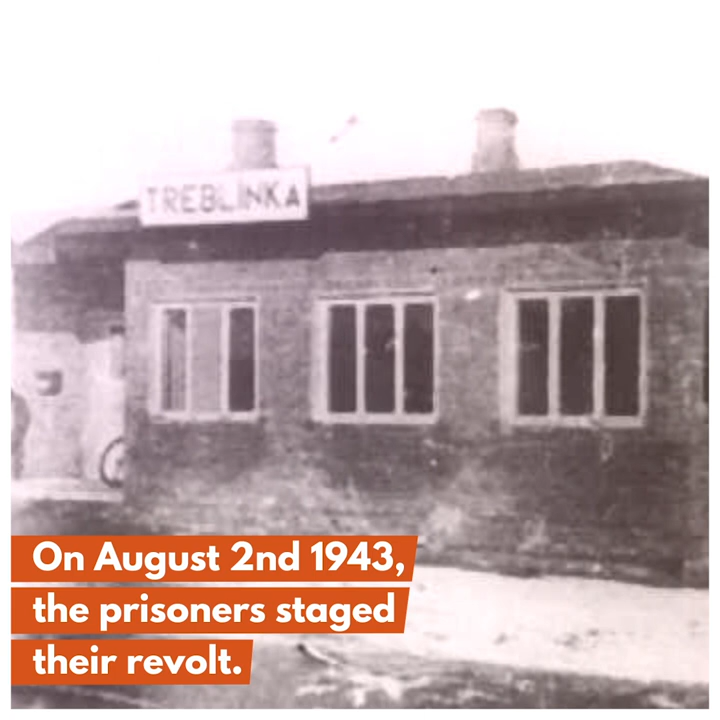 TREBLINKA
On August 2nd 1943,
the prisoners staged
their revolt.